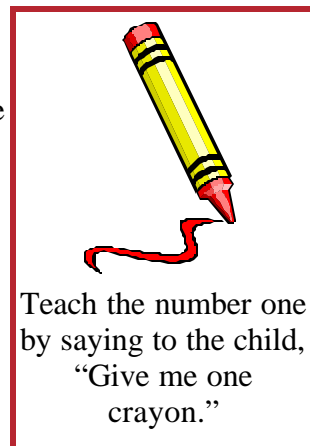 e
Teach the number one
by saying to the child,
“Give me one
crayon.”